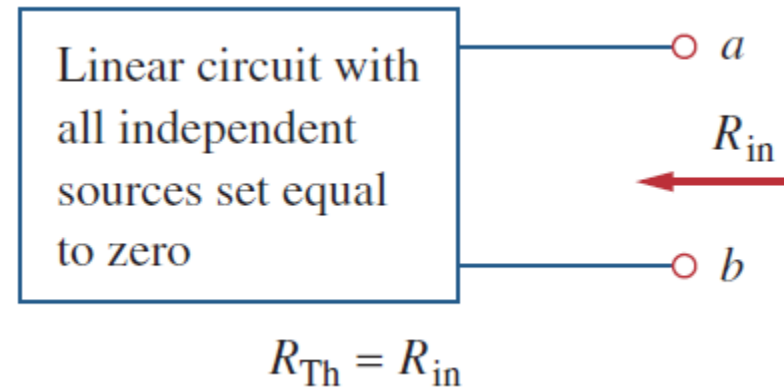 Linear circuit with
all independent
sources set equal
to zero
a
R_in
b
R_Th = R_in